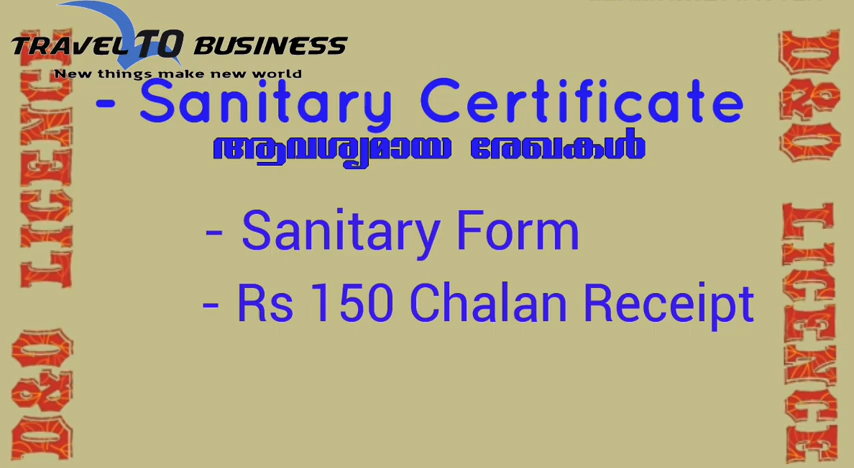 TRAVEL TO BUSINESS
New things make new world
- Sanitary Certificate
ആവശ്യമായ രേഖകൾ
- Sanitary Form
- Rs 150 Chalan Receipt
D&O LICENCE
D&O LICENCE